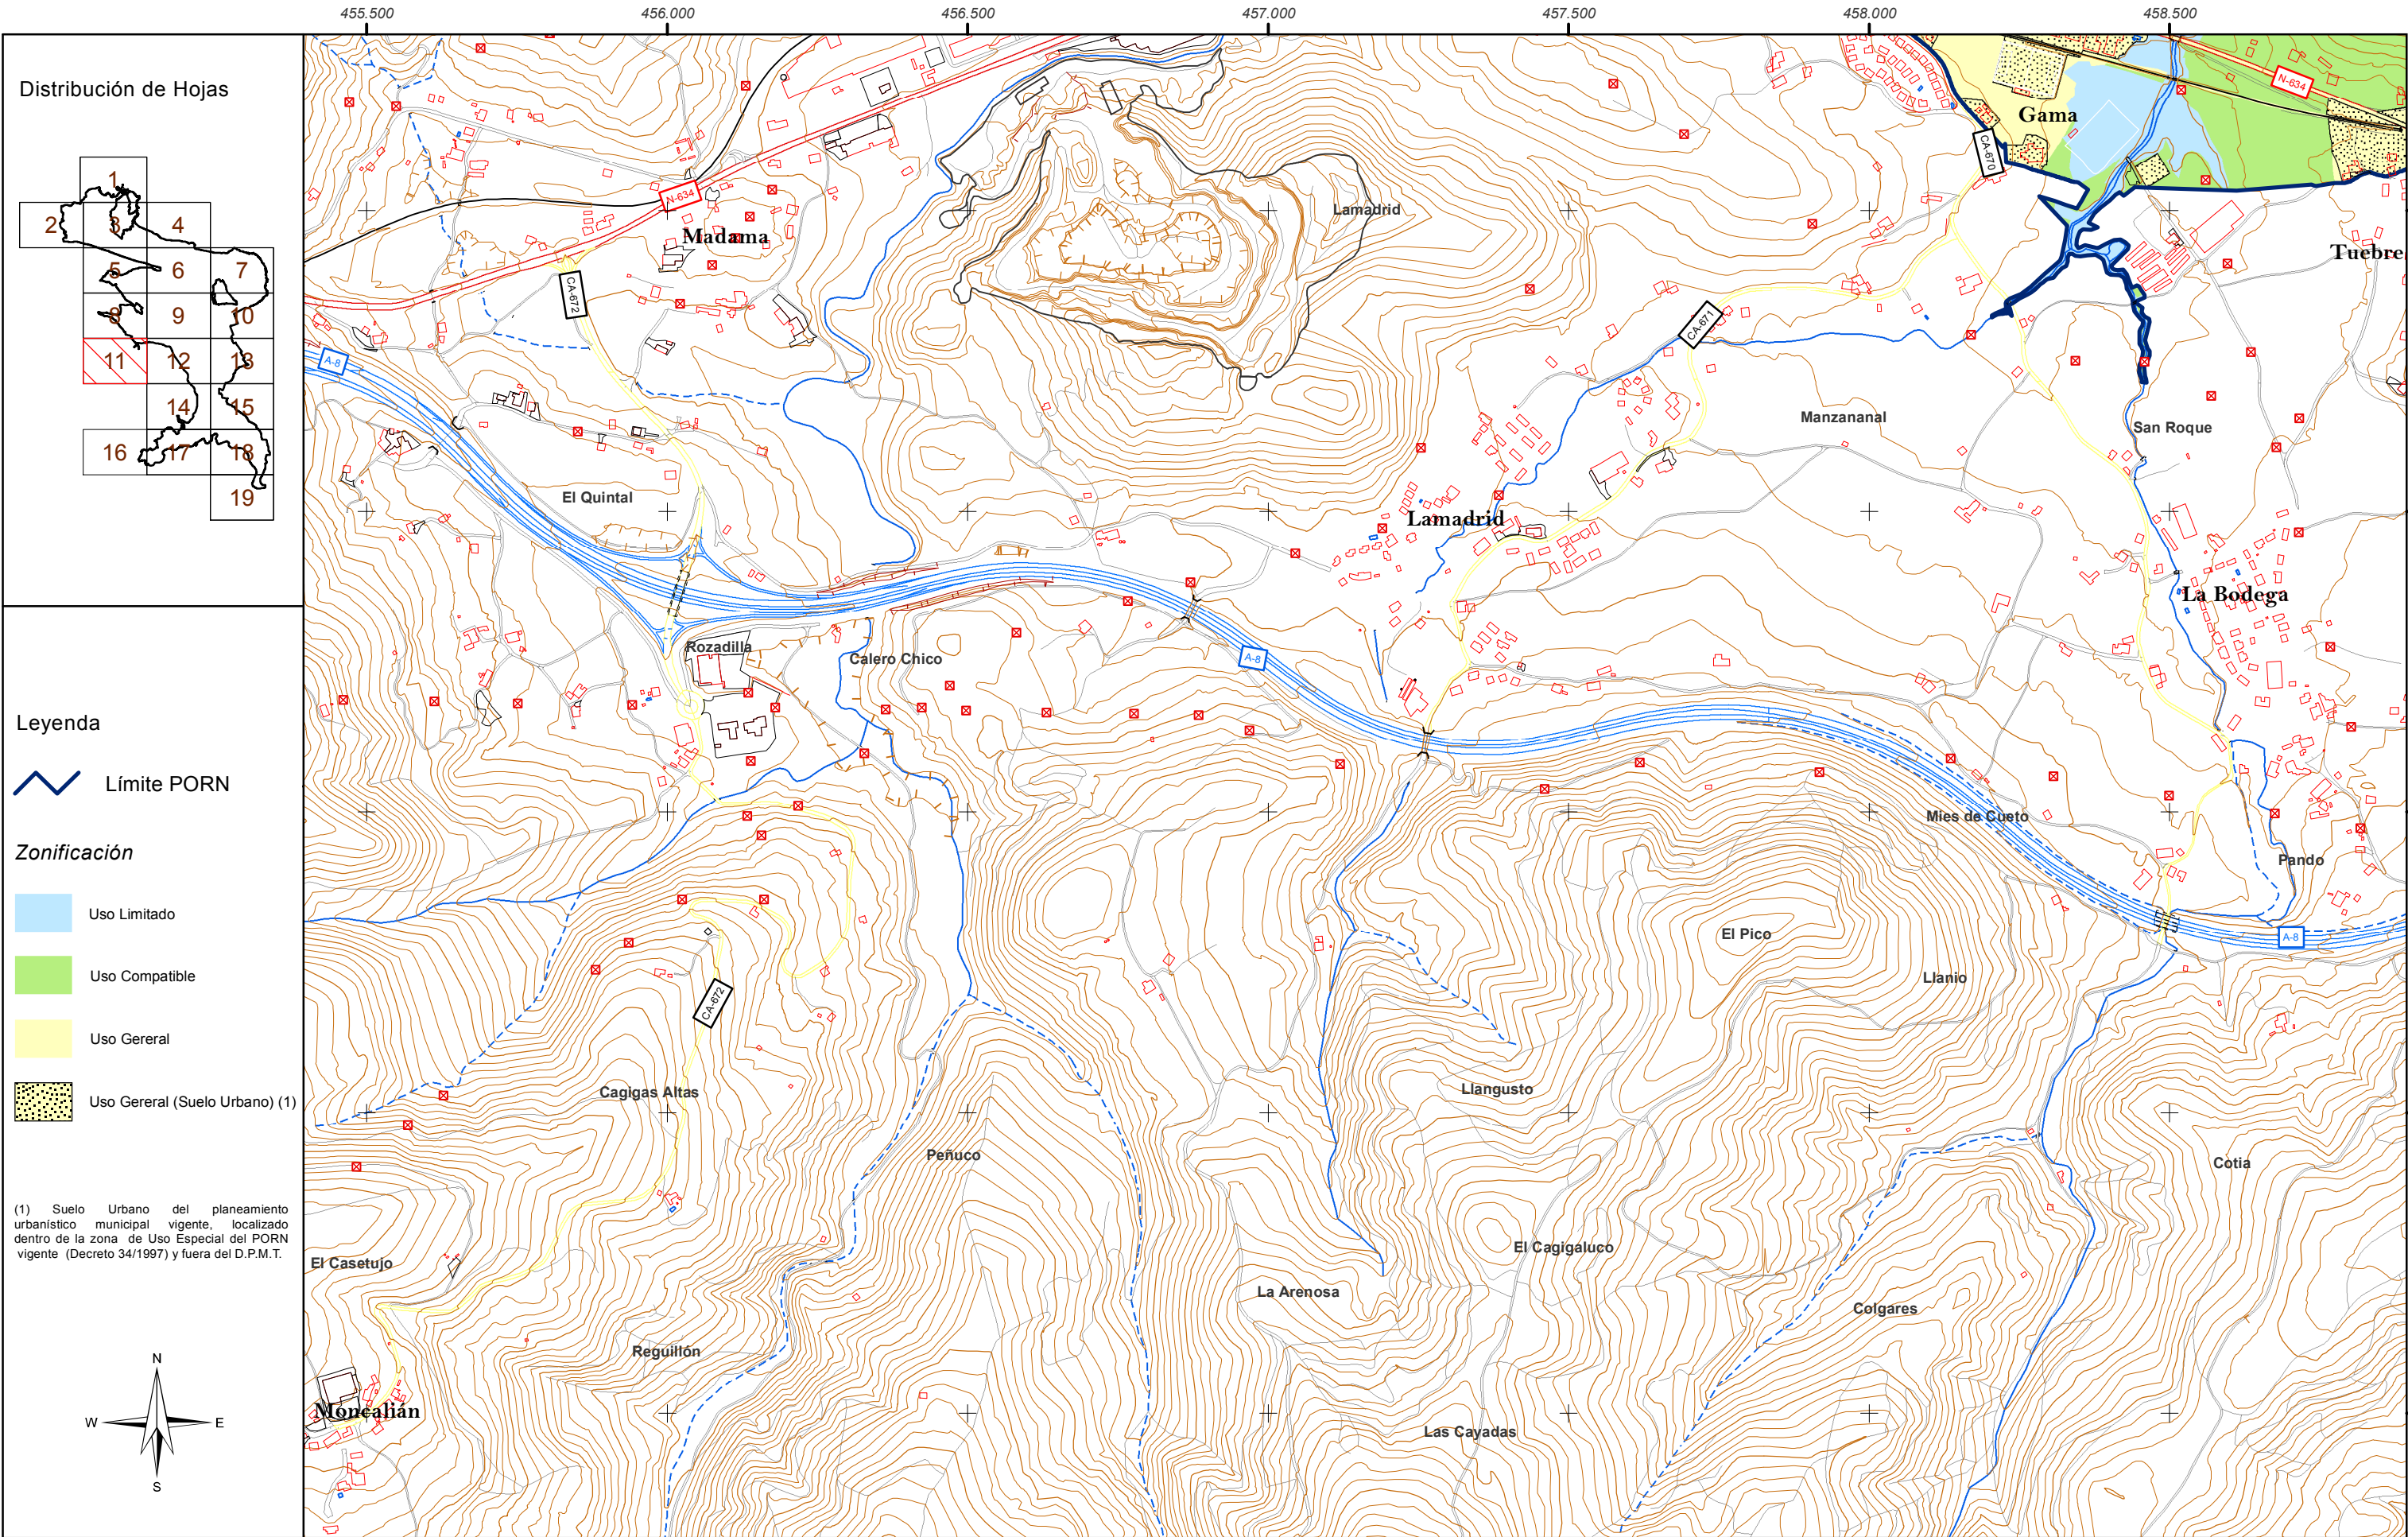 455.500 456.000 456.500 457.000 457.500 458.000 458.500
Distribución de Hojas
1
2 3 4
5 6 7
8 9 10
11 12 13
14 15
16 17 18
19
Leyenda
Límite PORN
Zonificación
Uso Limitado
Uso Compatible
Uso Gereral
Uso Gereral (Suelo Urbano) (1)
(1) Suelo Urbano del planeamiento
urbanístico municipal vigente, localizado
dentro de la zona de Uso Especial del PORN
vigente (Decreto 34/1997) y fuera del D.P.M.T.
N
W E
S
N-634
Gama
CA-670
N-634
Lamadrid
Madama
Tuebre
CA-672
CA-671
A-8
Manzananal
San Roque
El Quintal
Lamadrid
La Bodega
Rozadilla
Calero Chico
A-8
Mies de Cueto
Pando
El Pico
A-8
Llanio
CA-672
Cagigas Altas
Llangusto
Peñuco
Cotia
El Casetujo
El Cagigaluco
La Arenosa
Colgares
Reguillón
Moncalián
Las Cayadas